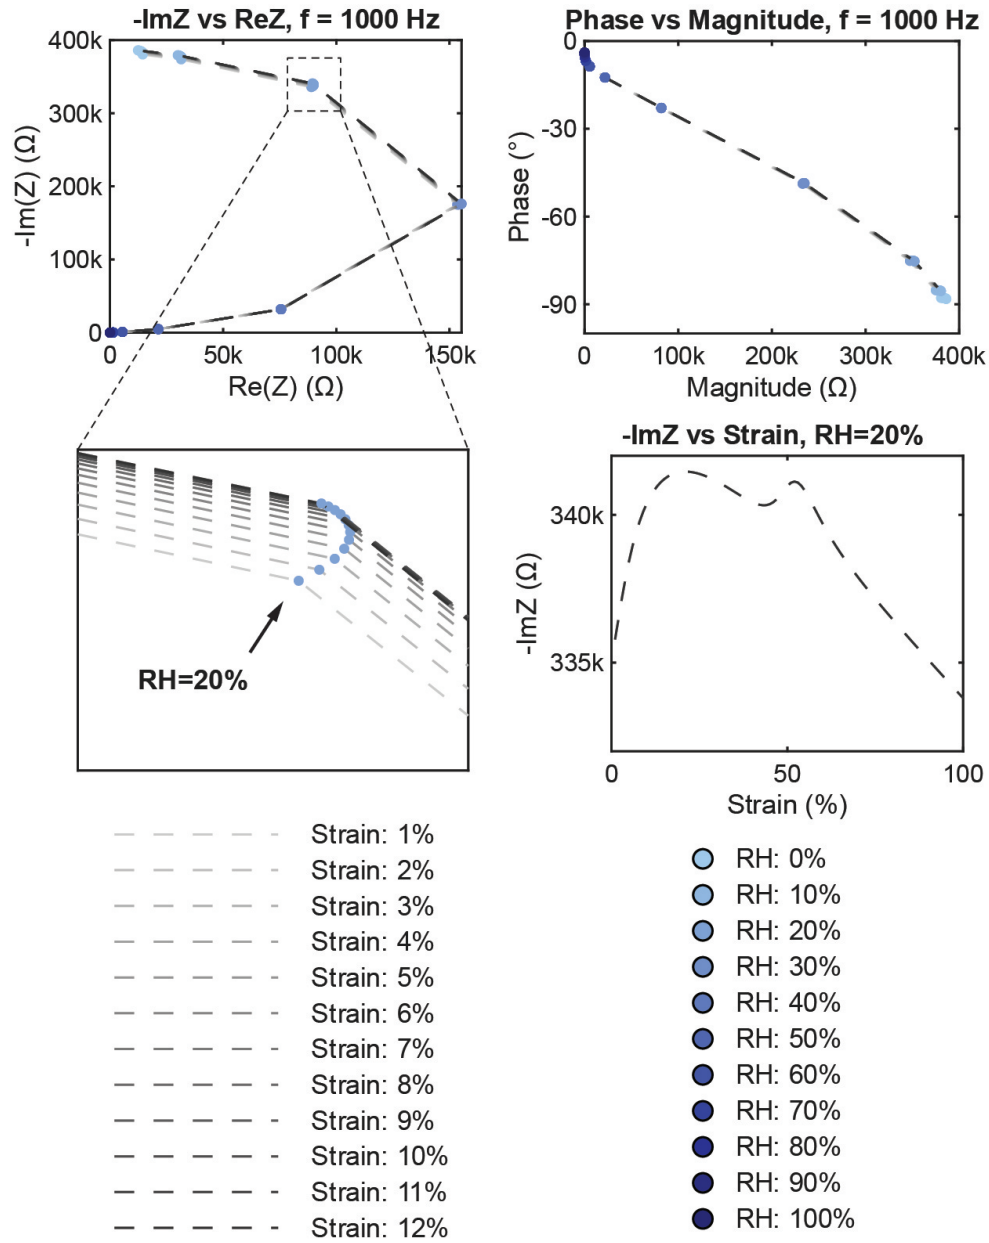 -ImZ vs ReZ, f = 1000 Hz
400k
300k
200k
100k
0
0
50k
100k
150k
-Im(Z) (Ω)
Re(Z) (Ω)
Phase vs Magnitude, f = 1000 Hz
0
-30
-60
-90
0
100k
200k
300k
400k
Phase (°)
Magnitude (Ω)
RH=20%
-ImZ vs Strain, RH=20%
340k
335k
0
50
100
-ImZ (Ω)
Strain (%)
Strain: 1%
Strain: 2%
Strain: 3%
Strain: 4%
Strain: 5%
Strain: 6%
Strain: 7%
Strain: 8%
Strain: 9%
Strain: 10%
Strain: 11%
Strain: 12%
RH: 0%
RH: 10%
RH: 20%
RH: 30%
RH: 40%
RH: 50%
RH: 60%
RH: 70%
RH: 80%
RH: 90%
RH: 100%